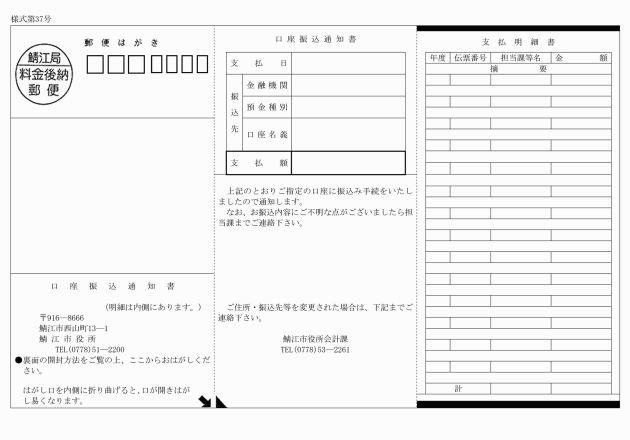 様式第37号
郵便はがき
鯖江局
料金後納
郵便
口座振込通知書
(明細は内側にあります。)
〒916―8666
鯖江市西山町13―1
鯖江市役所
TEL(0778)51―2200
●裏面の開封方法をご覧の上、ここからおはがしくだ
さい。
はがし口を内側に折り曲げると、口が開きはが
し易くなります。
口座振込通知書
支払日
振込先
金融機関
預金種別
口座名義
支払額
上記のとおりご指定の口座に振込み手続をいたし
ましたので通知します。
なお、お振込内容にご不明な点がございましたら担
当課までご連絡下さい。
ご住所・振込先等を変更された場合は、下記までご
連絡下さい。
鯖江市役所会計課
TEL(0778)53―2261
支払明細書
年度 伝票番号 担当課等名 金額
摘要
計